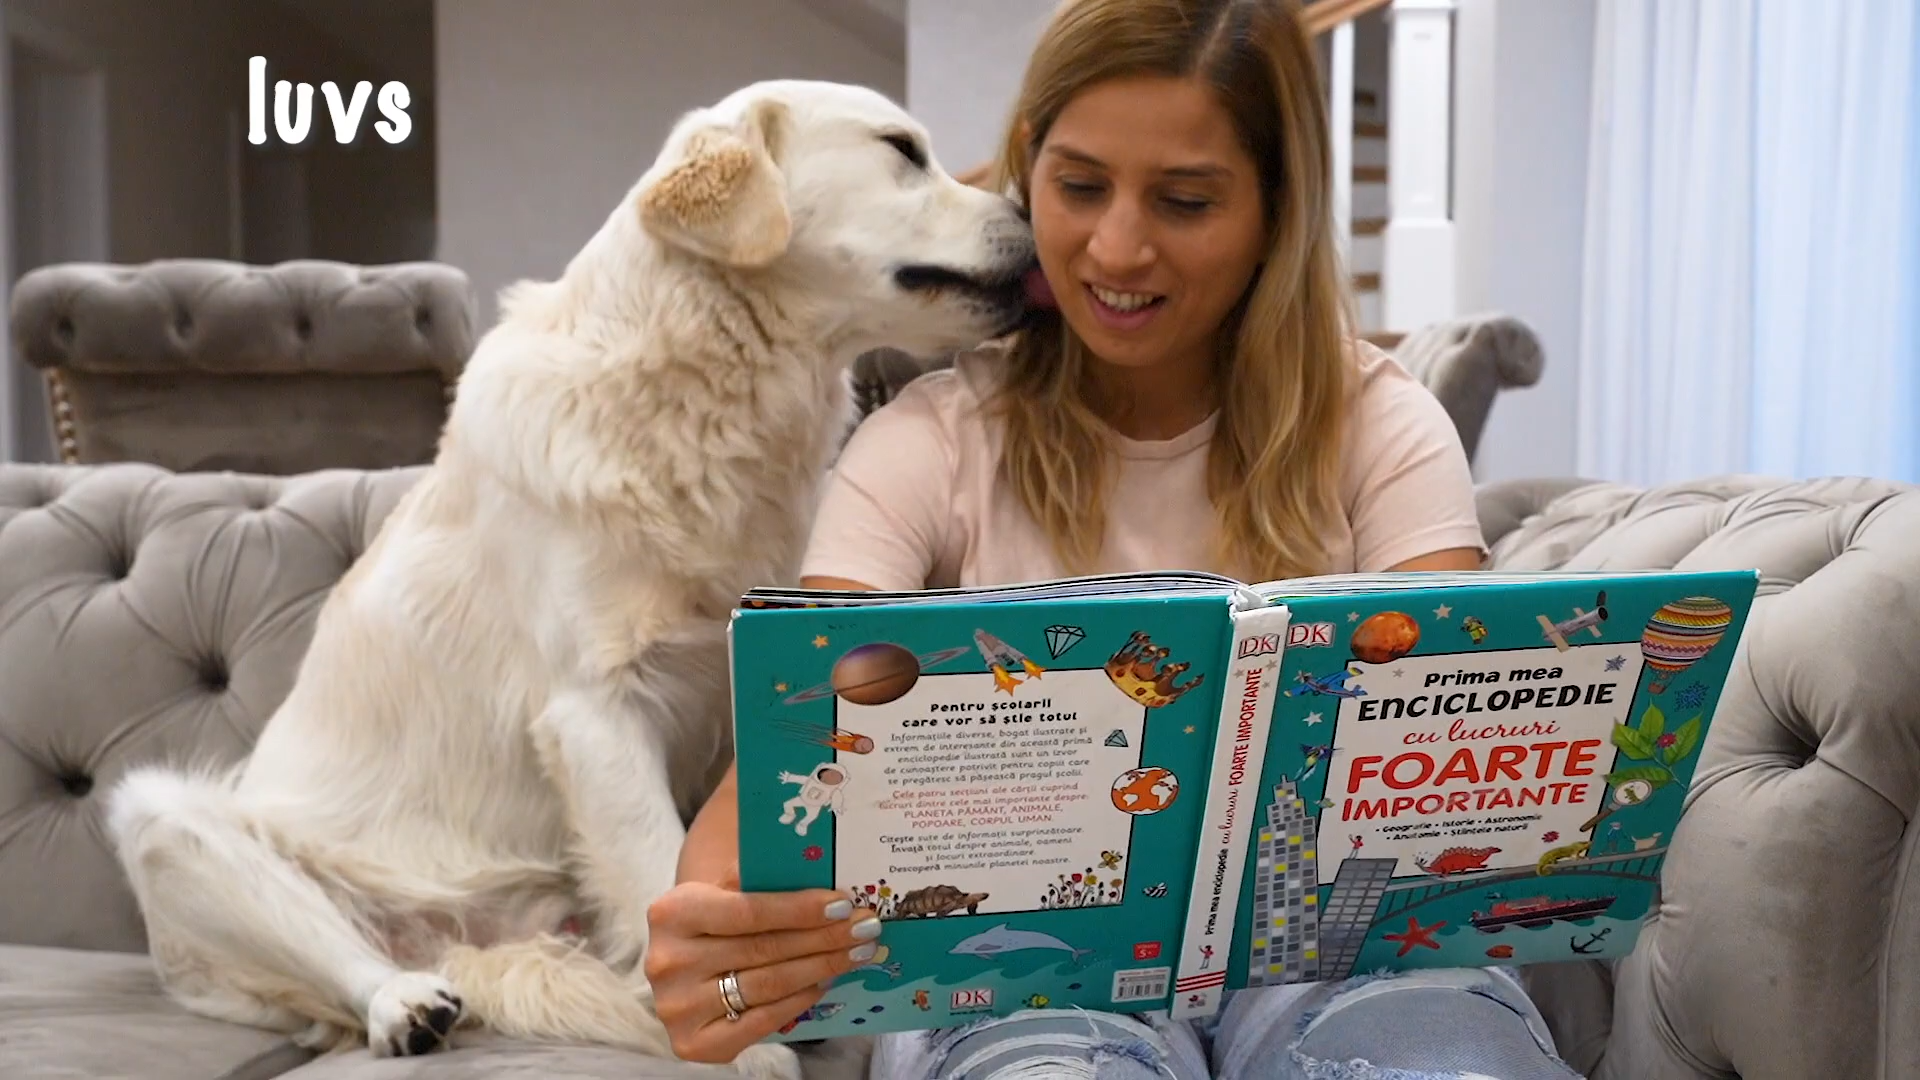 luvs
Pentru școlarii
care vor să știe totul
Informațiile diverse, bogat ilustrate și
extrem de interesante din această primă
enciclopedie ilustrată sunt un izvor
de cunoaștere potrivit pentru copiii care
se pregătesc să pășească pragul școlii.
Cele patru secțiuni ale cărții cuprind
lucruri dintre cele mai importante despre:
PLANETA PĂMÂNT, ANIMALE,
POPOARE, CORPUL UMAN.
Citește sute de informații surprinzătoare.
Învață totul despre animale, oameni
și locuri extraordinare.
Descoperă minunile planetei noastre.
DK
www.dk.com
5+
DK
Prima mea enciclopedie cu lucruri FOARTE IMPORTANTE
DK
Prima mea
ENCICLOPEDIE
cu lucruri
FOARTE
IMPORTANTE
• Geografie • Istorie • Astronomie
• Anatomie • Științele naturii